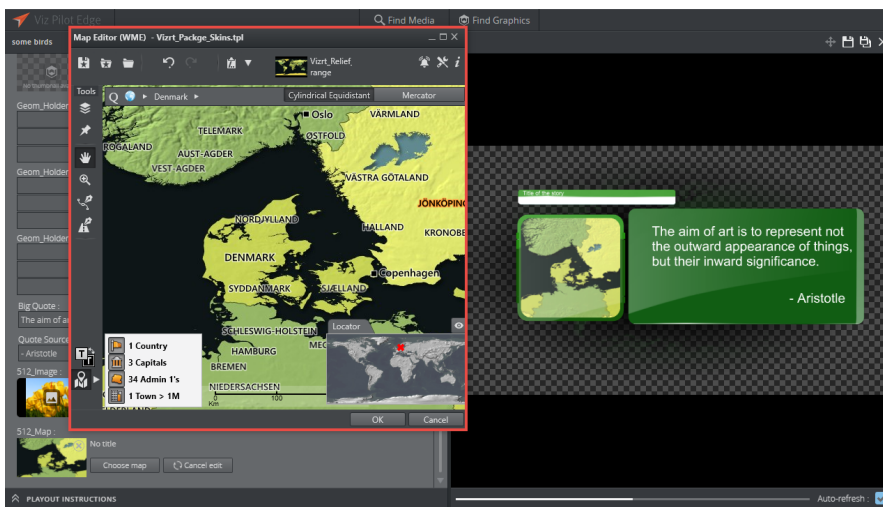 Viz Pilot Edge
Find Media
Find Graphics
some birds
Map Editor (WME) - Vizrt_Packge_Skins.tpl
Vizrt_Relief_
range
Tools
Denmark
Cylindrical Equidistant
Mercator
Geom_Holder
Geom_Holder
Geom_Holder
Oslo
VÄRMLAND
TELEMARK
ØSTFOLD
ROGALAND
AUST-AGDER
VEST-AGDER
VÄSTRA GÖTALAND
JÖNKÖPING
NORDJYLLAND
HALLAND
KRONOBE
DENMARK
Copenhagen
SYDDANMARK
SJÆLLAND
SCHLESWIG-HOLSTEIN
HAMBURG
MEC
BREMEN
NIEDERSACHSEN
0
100
Km
Locator
1 Country
3 Capitals
34 Admin 1's
1 Town > 1M
OK
Cancel
Big Quote :
The aim of a
Quote Source
- Aristotle
512_Image :
512_Map :
No title
Choose map
Cancel edit
PLAYOUT INSTRUCTIONS
Title of the story
The aim of art is to represent not
the outward appearance of things,
but their inward significance.
- Aristotle
Auto-refresh :